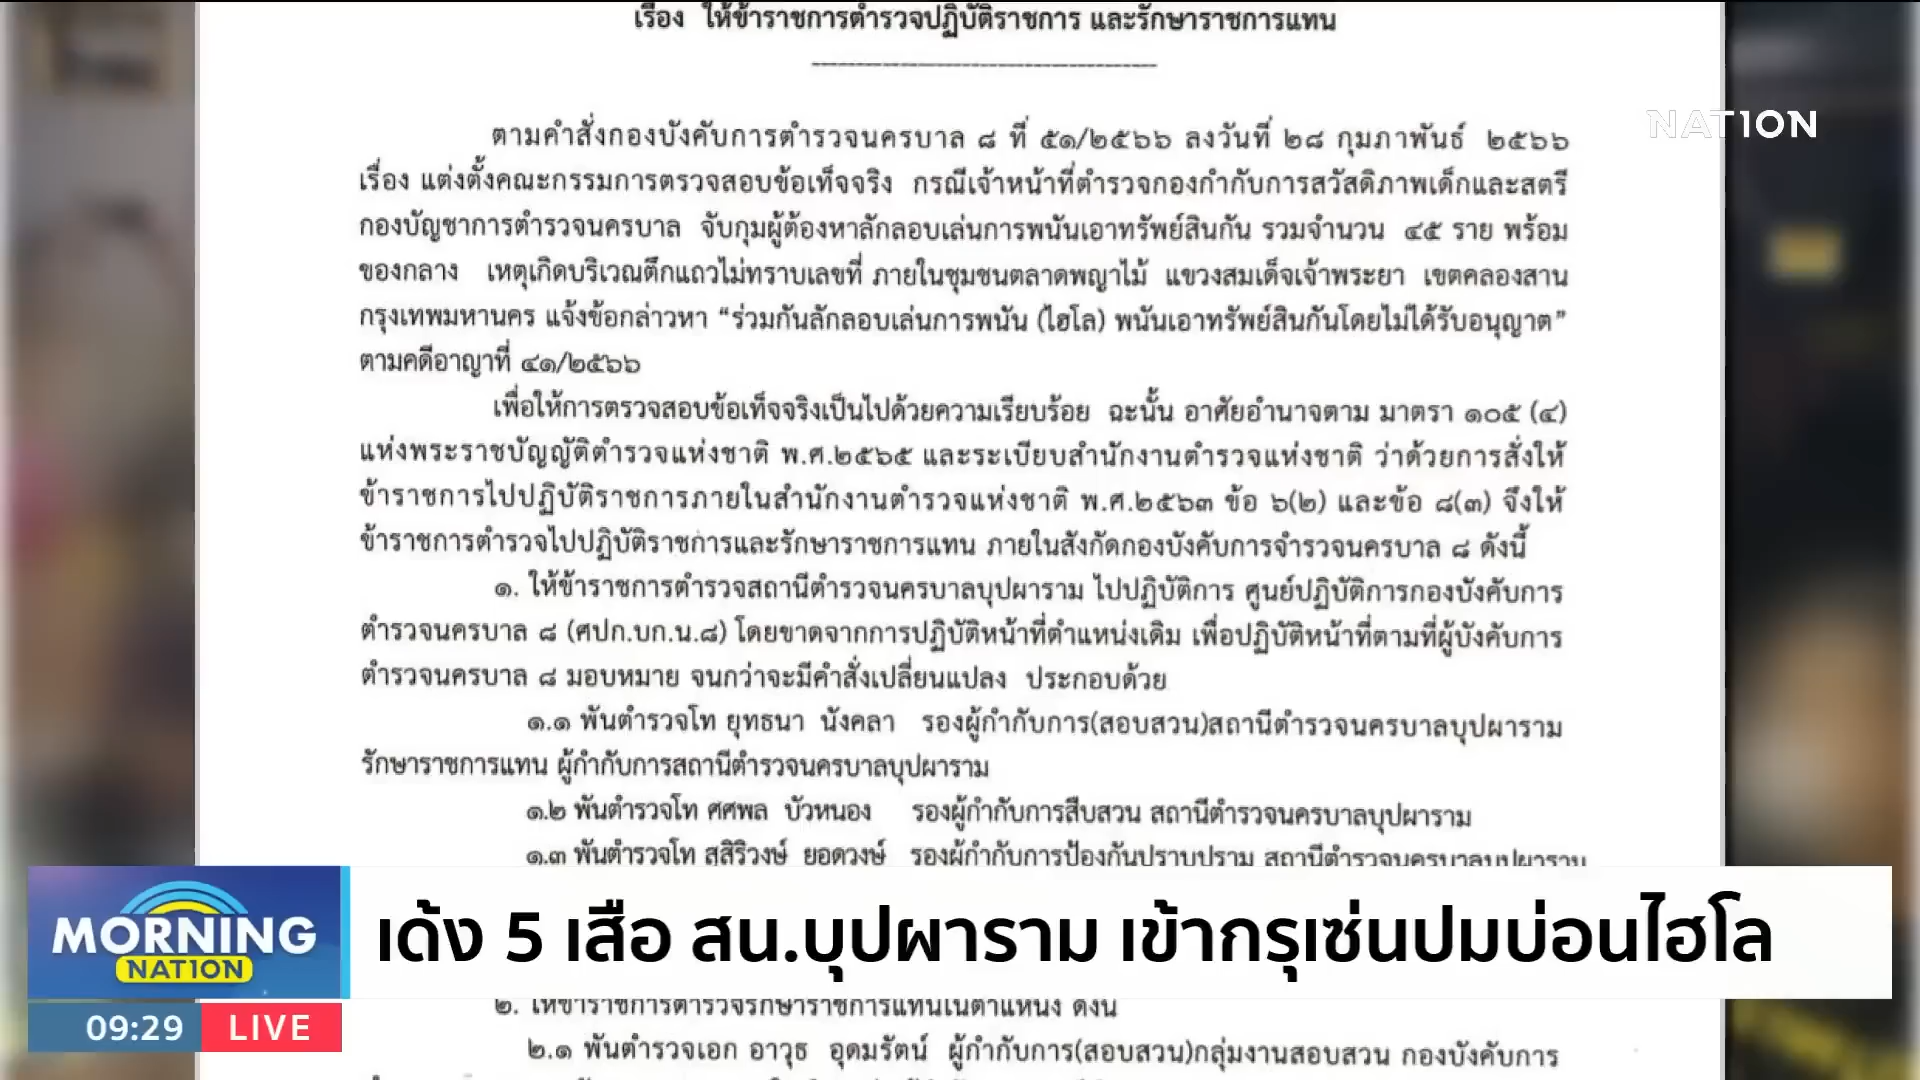 เรื่อง ให้ข้าราชการตำรวจปฏิบัติราชการ และรักษาราชการแทน
ตามคำสั่งกองบังคับการตำรวจนครบาล ๘ ที่ ๕๑/๒๕๖๖ ลงวันที่ ๒๘ กุมภาพันธ์ ๒๕๖๖
NATION
เรื่อง แต่งตั้งคณะกรรมการตรวจสอบข้อเท็จจริง กรณีเจ้าหน้าที่ตำรวจกองกำกับการสวัสดิภาพเด็กและสตรี
กองบัญชาการตำรวจนครบาล จับกุมผู้ต้องหาลักลอบเล่นการพนันเอาทรัพย์สินกัน รวมจำนวน ๔๕ ราย พร้อม
ของกลาง เหตุเกิดบริเวณตึกแถวไม่ทราบเลขที่ ภายในชุมชนตลาดพญาไม้ แขวงสมเด็จเจ้าพระยา เขตคลองสาน
กรุงเทพมหานคร แจ้งข้อกล่าวหา “ร่วมกันลักลอบเล่นการพนัน (ไฮโล) พนันเอาทรัพย์สินกันโดยไม่ได้รับอนุญาต”
ตามคดีอาญาที่ ๔๑/๒๕๖๖
เพื่อให้การตรวจสอบข้อเท็จจริงเป็นไปด้วยความเรียบร้อย ฉะนั้น อาศัยอำนาจตาม มาตรา ๑๐๕ (๔)
แห่งพระราชบัญญัติตำรวจแห่งชาติ พ.ศ.๒๕๖๕ และระเบียบสำนักงานตำรวจแห่งชาติ ว่าด้วยการสั่งให้
ข้าราชการไปปฏิบัติราชการภายในสำนักงานตำรวจแห่งชาติ พ.ศ.๒๕๖๓ ข้อ ๖(๒) และข้อ ๘(๓) จึงให้
ข้าราชการตำรวจไปปฏิบัติราชการและรักษาราชการแทน ภายในสังกัดกองบังคับการจำรวจนครบาล ๘ ดังนี้
๑. ให้ข้าราชการตำรวจสถานีตำรวจนครบาลบุปผาราม ไปปฏิบัติการ ศูนย์ปฏิบัติการกองบังคับการ
ตำรวจนครบาล ๘ (ศปก.บก.น.๘) โดยขาดจากการปฏิบัติหน้าที่ตำแหน่งเดิม เพื่อปฏิบัติหน้าที่ตามที่ผู้บังคับการ
ตำรวจนครบาล ๘ มอบหมาย จนกว่าจะมีคำสั่งเปลี่ยนแปลง ประกอบด้วย
๑.๑ พันตำรวจโท ยุทธนา นังคลา รองผู้กำกับการ(สอบสวน)สถานีตำรวจนครบาลบุปผาราม
รักษาราชการแทน ผู้กำกับการสถานีตำรวจนครบาลบุปผาราม
๑.๒ พันตำรวจโท ศศพล บัวหนอง รองผู้กำกับการสืบสวน สถานีตำรวจนครบาลบุปผาราม
๑.๓ พันตำรวจโท สุสิริวงษ์ ยอดวงษ์ รองผู้กำกับการป้องกันปราบปราม สถานีตำรวจนครบาลบุปผาราม
MORNING
NATION
เด้ง 5 เสือ สน.บุปผาราม เข้ากรุเซ่นปมบ่อนไฮโล
๒. ให้ข้าราชการตำรวจรักษาราชการแทนในตำแหน่ง ดังนี้
09:29 LIVE
๒.๑ พันตำรวจเอก อาวุธ อุดมรัตน์ ผู้กำกับการ(สอบสวน)กลุ่มงานสอบสวน กองบังคับการ